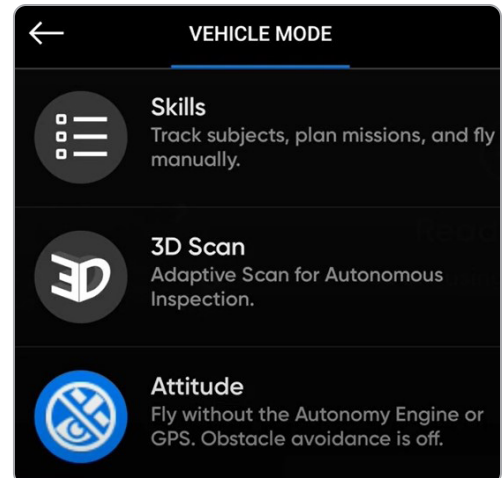 VEHICLE MODE
Skills
Track subjects, plan missions, and fly
manually.
3D Scan
Adaptive Scan for Autonomous
Inspection.
Attitude
Fly without the Autonomy Engine or
GPS. Obstacle avoidance is off.